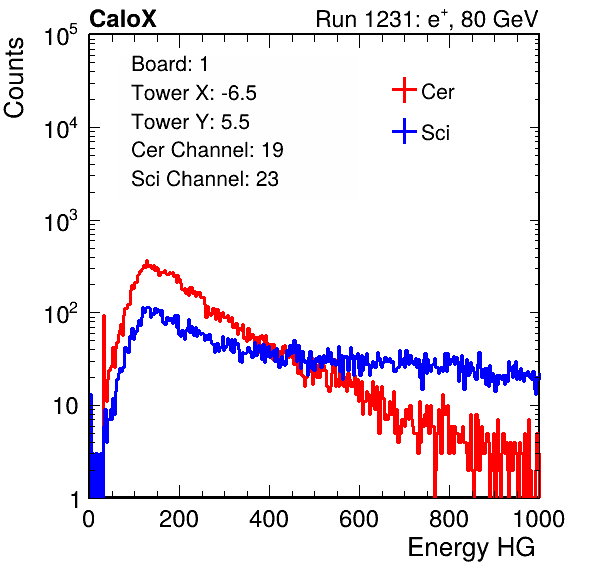 CaloX Run 1231: e⁺, 80 GeV
Counts
Board: 1
Tower X: -6.5
Tower Y: 5.5
Cer Channel: 19
Sci Channel: 23
Cer
Sci
10⁵
10⁴
10³
10²
10
1
0 200 400 600 800 1000
Energy HG